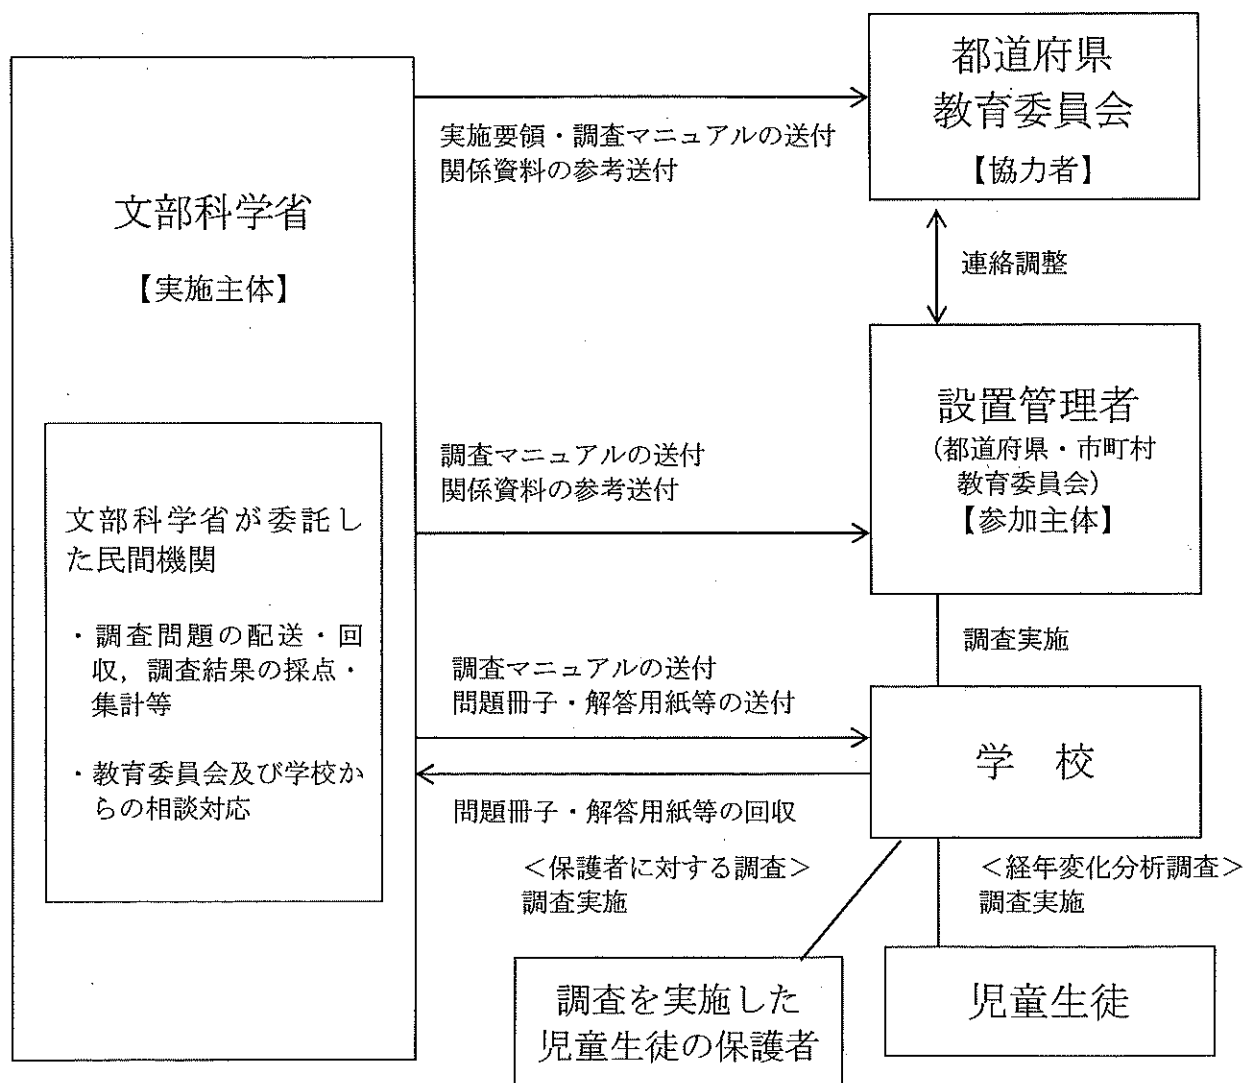 都道府県
教育委員会
【協力者】
実施要領・調査マニュアルの送付
関係資料の参考送付
文部科学省
【実施主体】
連絡調整
設置管理者
(都道府県・市町村
教育委員会)
【参加主体】
調査マニュアルの送付
関係資料の参考送付
文部科学省が委託し
た民間機関
・調査問題の配送・回
収，調査結果の採点・
集計等
・教育委員会及び学校か
らの相談対応
調査実施
調査マニュアルの送付
問題冊子・解答用紙等の送付
学 校
問題冊子・解答用紙等の回収
＜保護者に対する調査＞
調査実施
＜経年変化分析調査＞
調査実施
調査を実施した
児童生徒の保護者
児童生徒